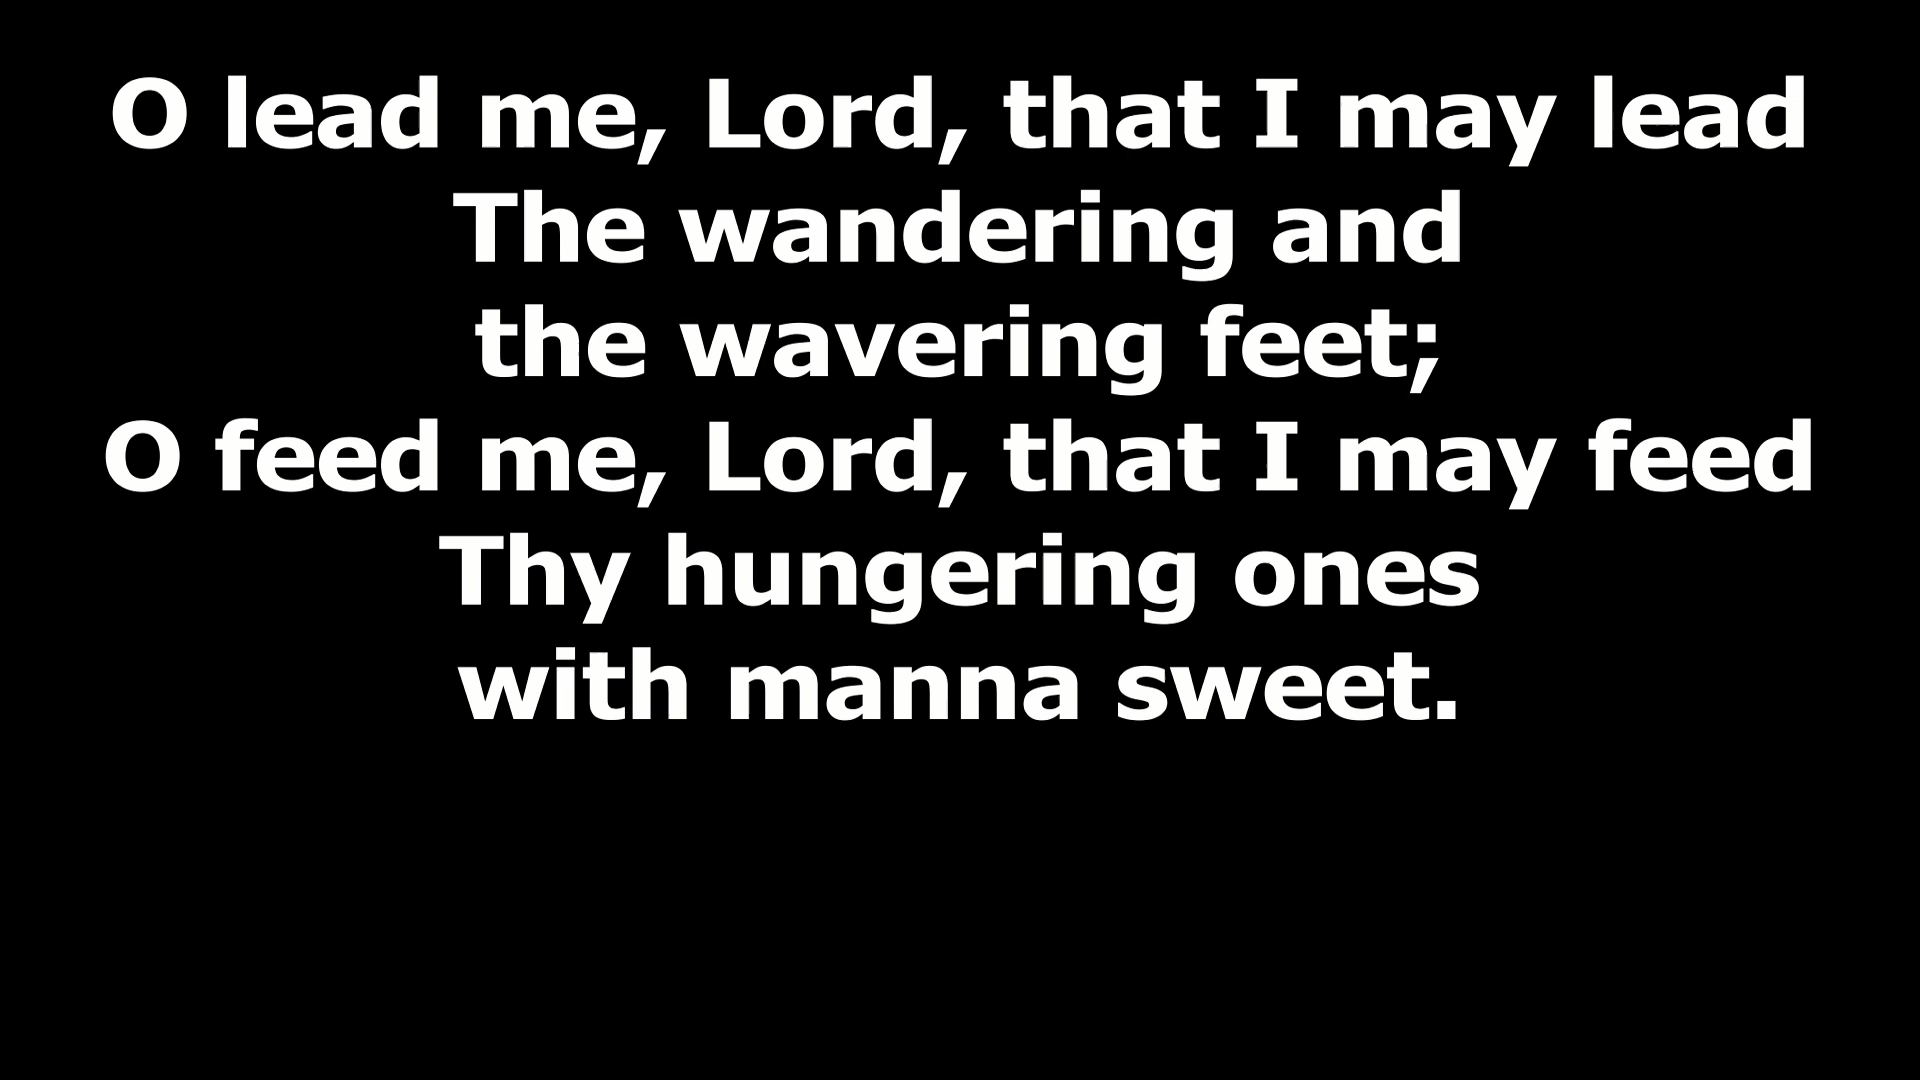 O lead me, Lord, that I may lead
The wandering and
the wavering feet;
O feed me, Lord, that I may feed
Thy hungering ones
with manna sweet.